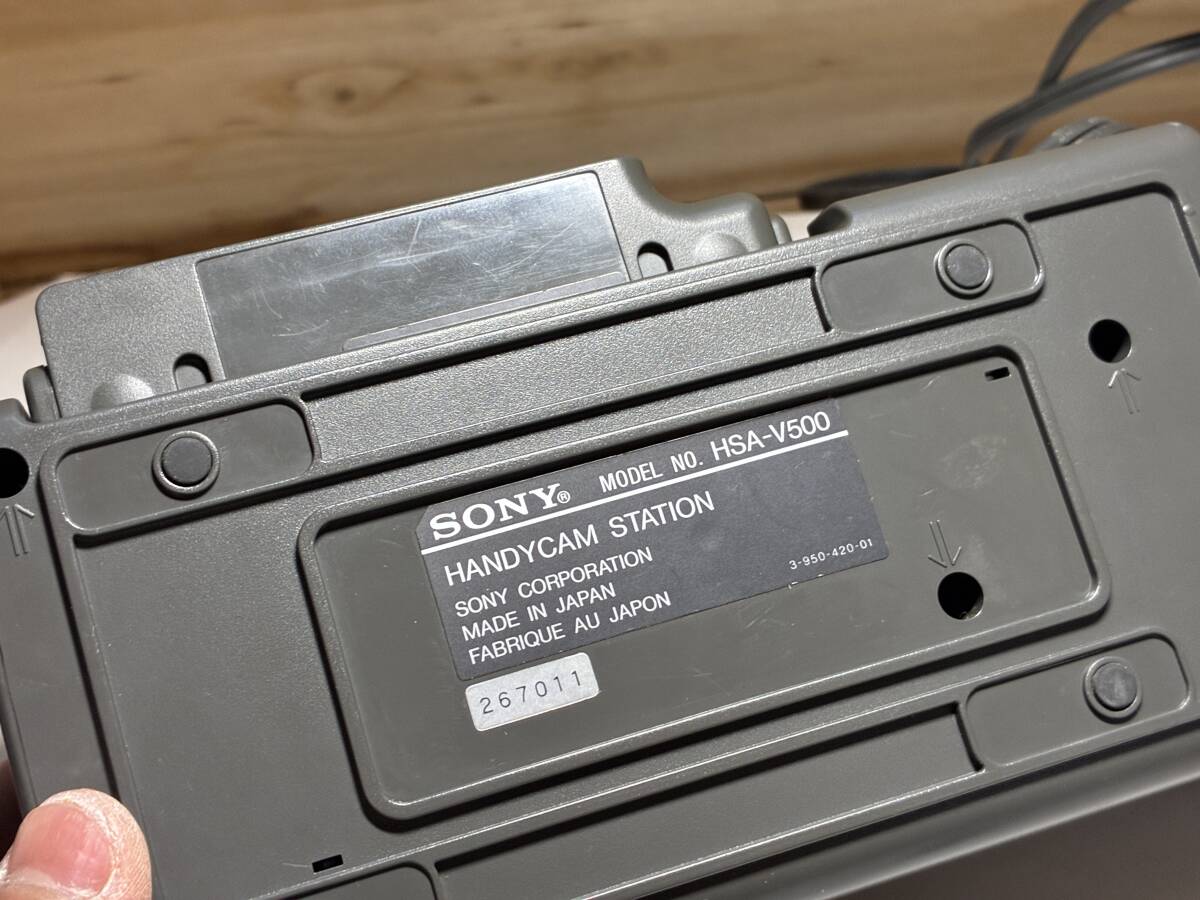 SONY® MODEL NO. HSA-V500
HANDYCAM STATION
SONY CORPORATION
MADE IN JAPAN
FABRIQUE AU JAPON
3-950-420-01
267011